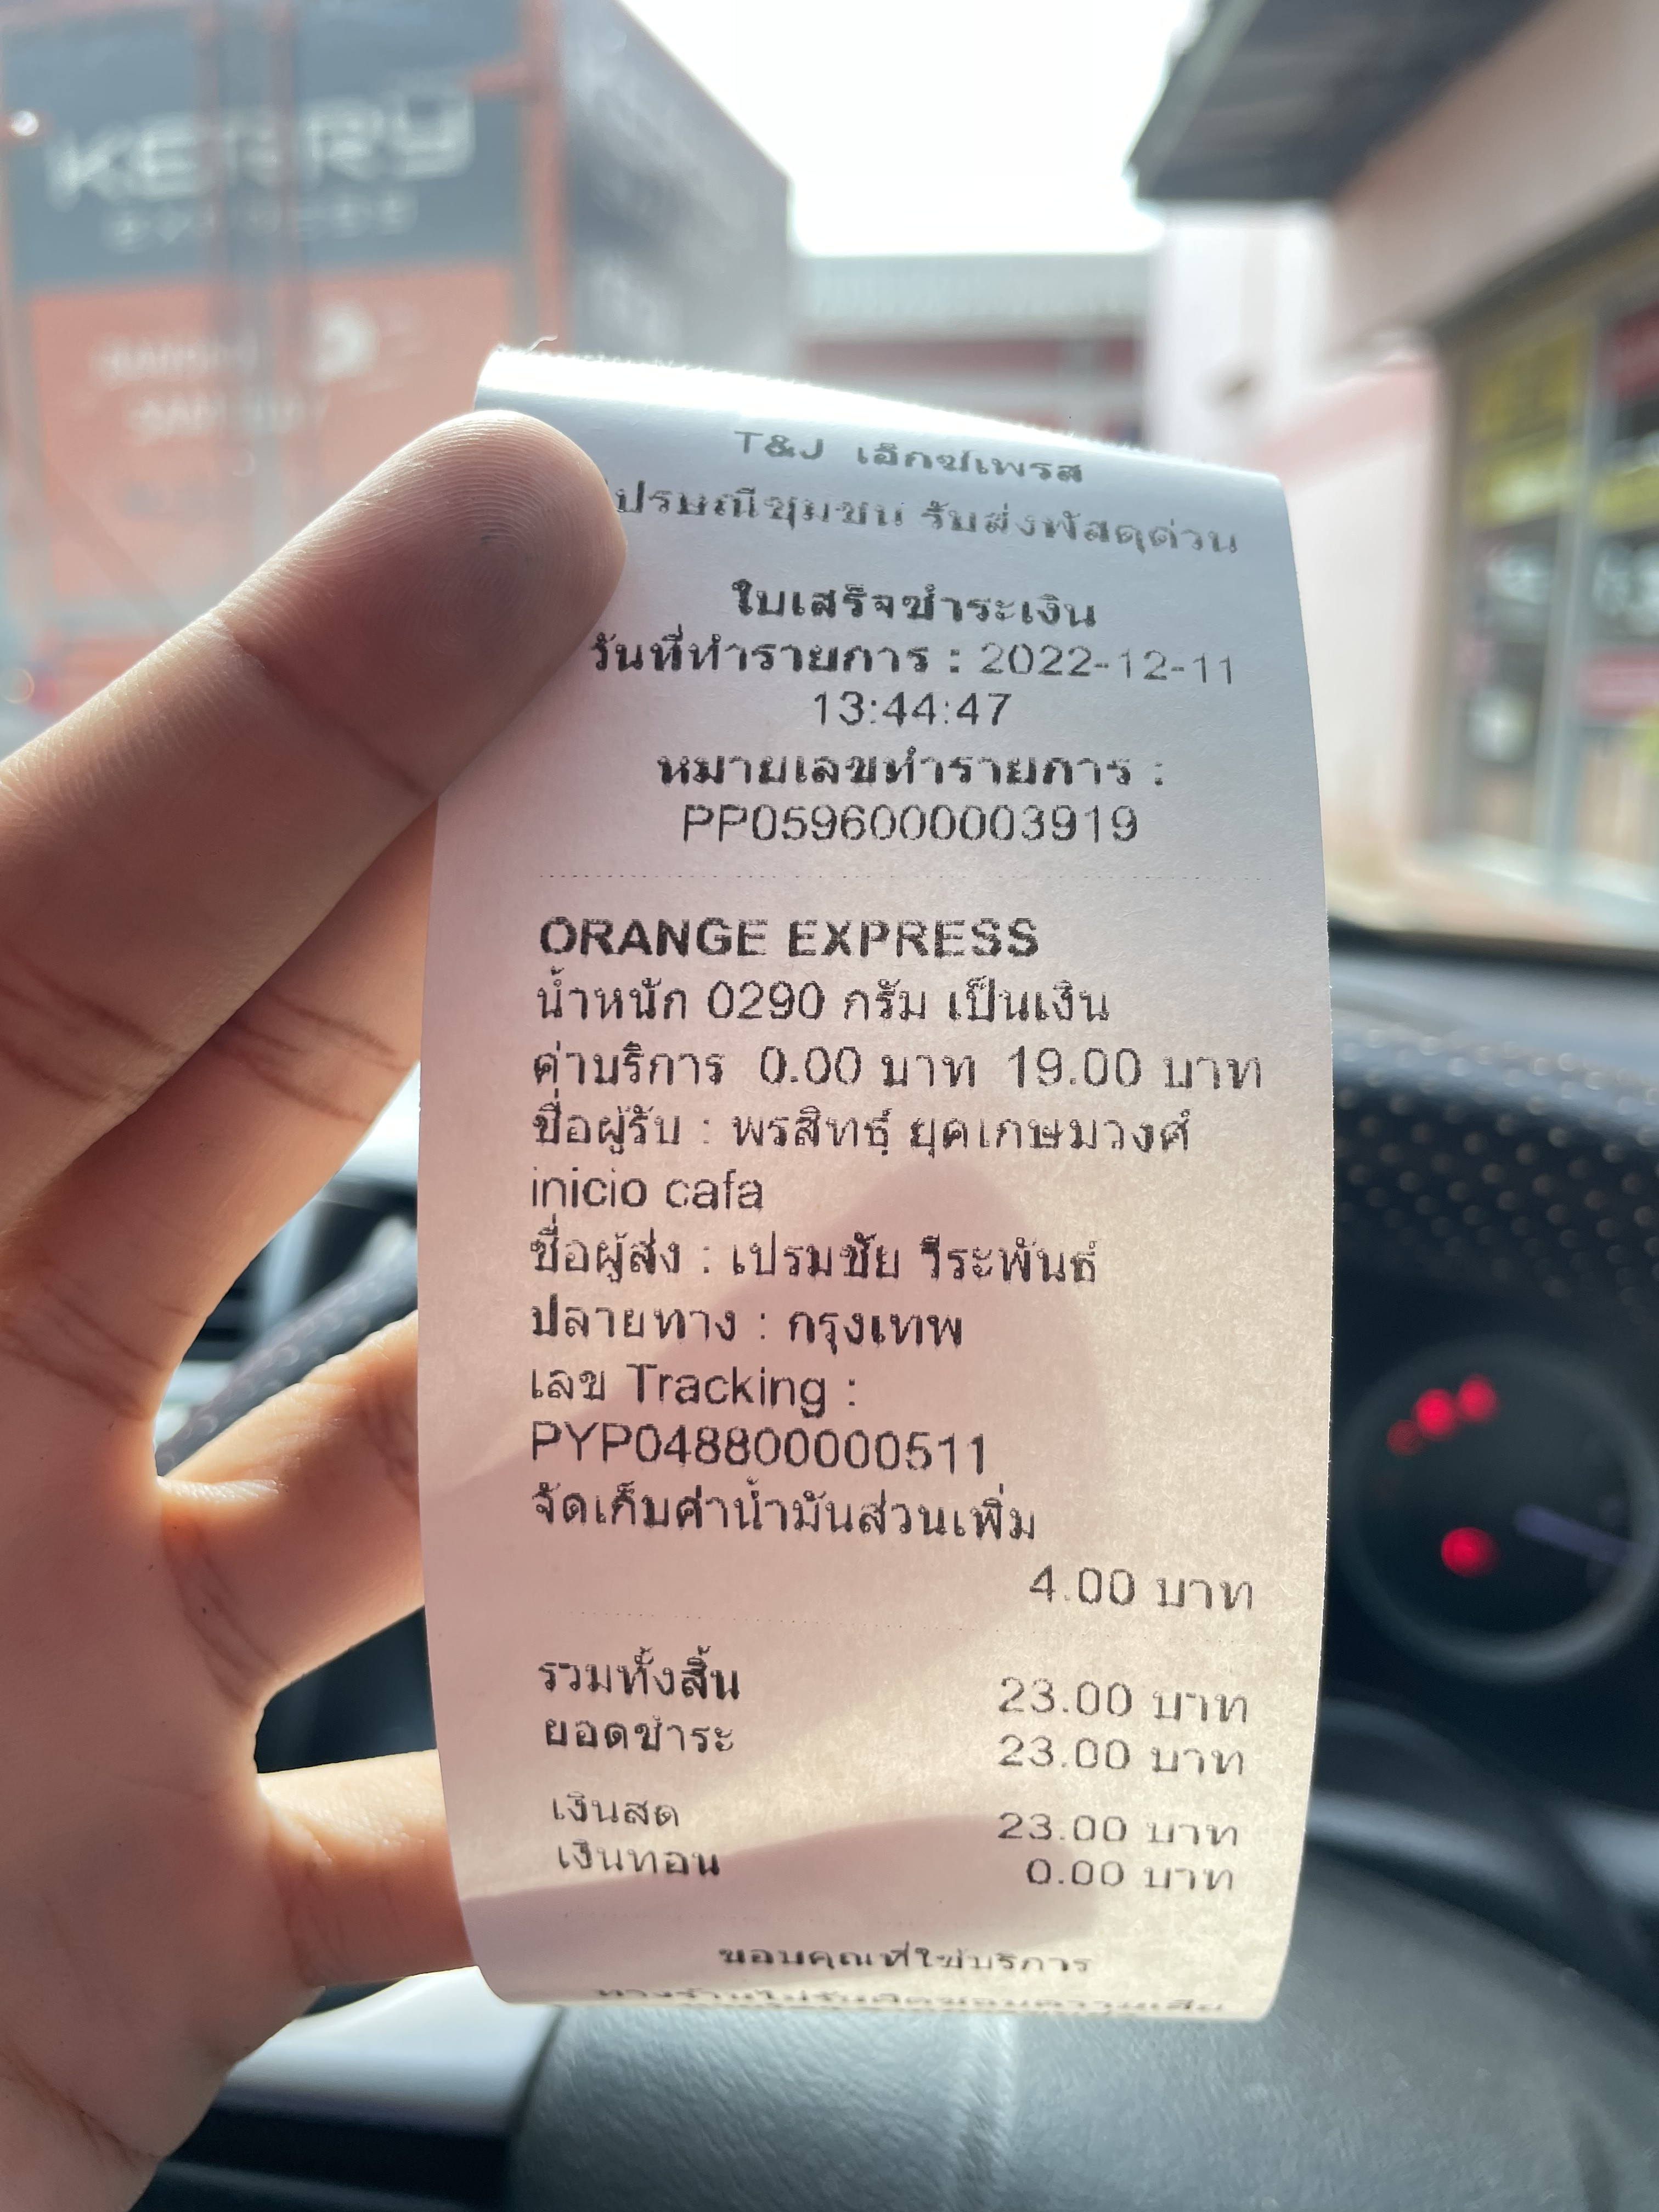 KERRY
express
T&J เอ็กซ์เพรส
ไปรษณีชุมชน รับส่งพัสดุด่วน
ใบเสร็จชำระเงิน
วันที่ทำรายการ : 2022-12-11
13:44:47
หมายเลขทำรายการ :
PP0596000003919
ORANGE EXPRESS
น้ำหนัก 0290 กรัม เป็นเงิน
ค่าบริการ 0.00 บาท 19.00 บาท
ชื่อผู้รับ : พรสิทธุ์ ยุคเกษมวงศ์
inicio cafa
ชื่อผู้ส่ง : เปรมชัย วีระพันธ์
ปลายทาง : กรุงเทพ
เลข Tracking :
PYP048800000511
จัดเก็บค่าน้ำมันส่วนเพิ่ม
4.00 บาท
รวมทั้งสิ้น 23.00 บาท
ยอดชำระ 23.00 บาท
เงินสด 23.00 บาท
เงินทอน 0.00 บาท
ขอบคุณที่ใช้บริการ